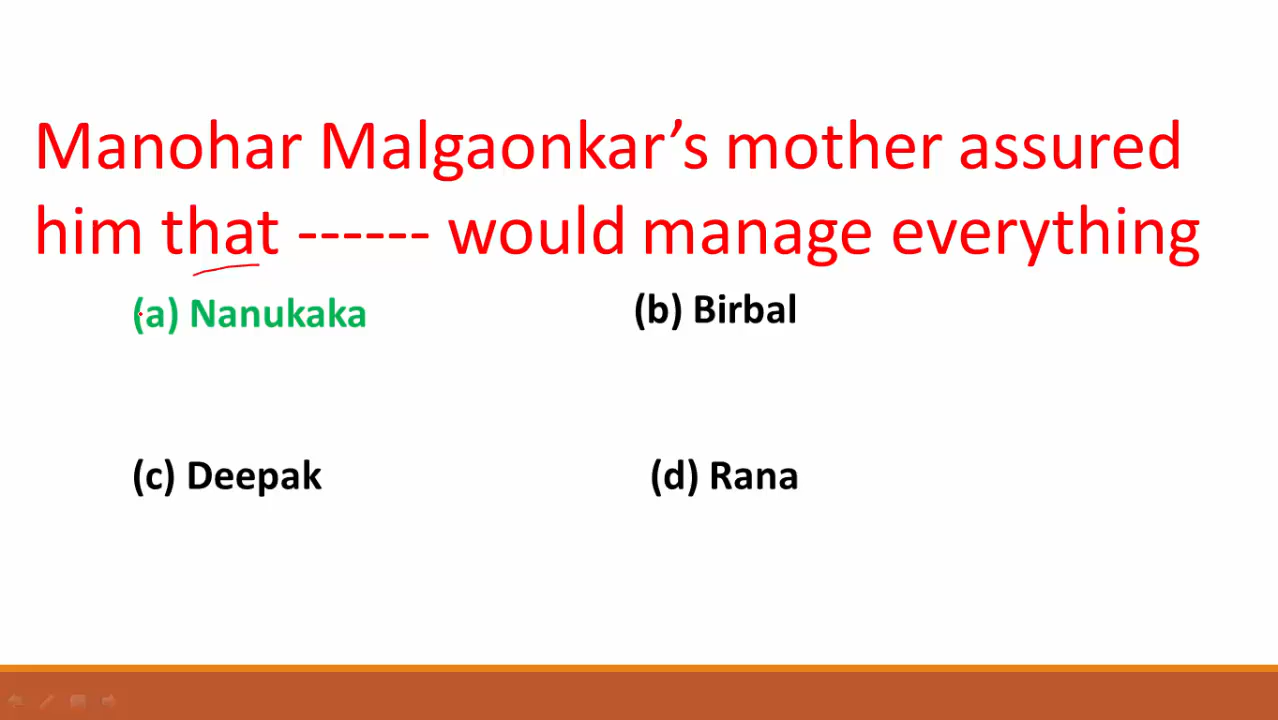 Manohar Malgaonkar’s mother assured
him that ------ would manage everything
(a) Nanukaka (b) Birbal
(c) Deepak (d) Rana